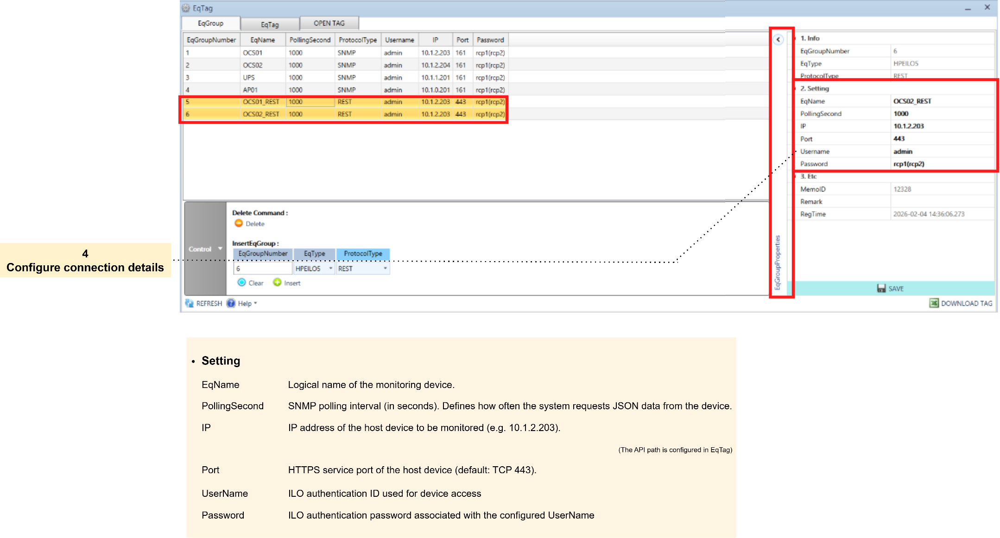 EqTag
EqGroup EqTag OPEN TAG
EqGroupNumber EqName PollingSecond ProtocolType Username IP Port Password
1 OCS01 1000 SNMP admin 10.1.2.203 161 rcp1(rcp2)
2 OCS02 1000 SNMP admin 10.1.2.204 161 rcp1(rcp2)
3 UPS 1000 SNMP admin 10.1.1.201 161 rcp1(rcp2)
4 AP01 1000 SNMP admin 10.1.0.201 161 rcp1(rcp2)
5 OCS01_REST 1000 REST admin 10.1.2.203 443 rcp1(rcp2)
6 OCS02_REST 1000 REST admin 10.1.2.203 443 rcp1(rcp2)
EqGroupProperties
1. Info
EqGroupNumber 6
EqType HPEILO5
ProtocolType REST
2. Setting
EqName OCS02_REST
PollingSecond 1000
IP 10.1.2.203
Port 443
Username admin
Password rcp1(rcp2)
3. Etc
MemoID 12328
Remark
RegTime 2026-02-04 14:36:06.273
SAVE
Control
Delete Command :
Delete
InsertEqGroup :
EqGroupNumber EqType ProtocolType
6 HPEILO5 REST
Clear Insert
REFRESH Help DOWNLOAD TAG
4
Configure connection details
• Setting
EqName Logical name of the monitoring device.
PollingSecond SNMP polling interval (in seconds). Defines how often the system requests JSON data from the device.
IP IP address of the host device to be monitored (e.g. 10.1.2.203).
(The API path is configured in EqTag)
Port HTTPS service port of the host device (default: TCP 443).
UserName ILO authentication ID used for device access
Password ILO authentication password associated with the configured UserName